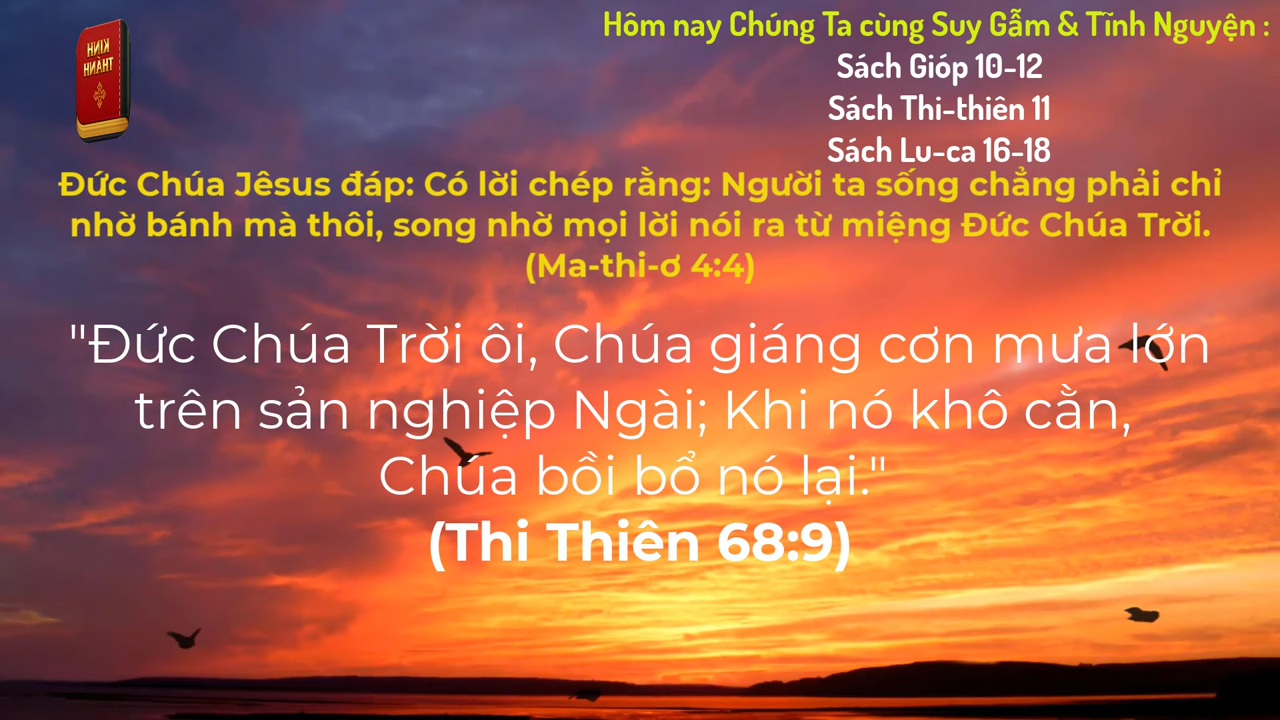 KINH
THÁNH
Hôm nay Chúng Ta cùng Suy Gẫm & Tĩnh Nguyện :
Sách Gióp 10-12
Sách Thi-thiên 11
Sách Lu-ca 16-18
Đức Chúa Jêsus đáp: Có lời chép rằng: Người ta sống chẳng phải chỉ
nhờ bánh mà thôi, song nhờ mọi lời nói ra từ miệng Đức Chúa Trời.
(Ma-thi-ơ 4:4)
"Đức Chúa Trời ôi, Chúa giáng cơn mưa lớn
trên sản nghiệp Ngài; Khi nó khô cằn,
Chúa bồi bổ nó lại."
(Thi Thiên 68:9)